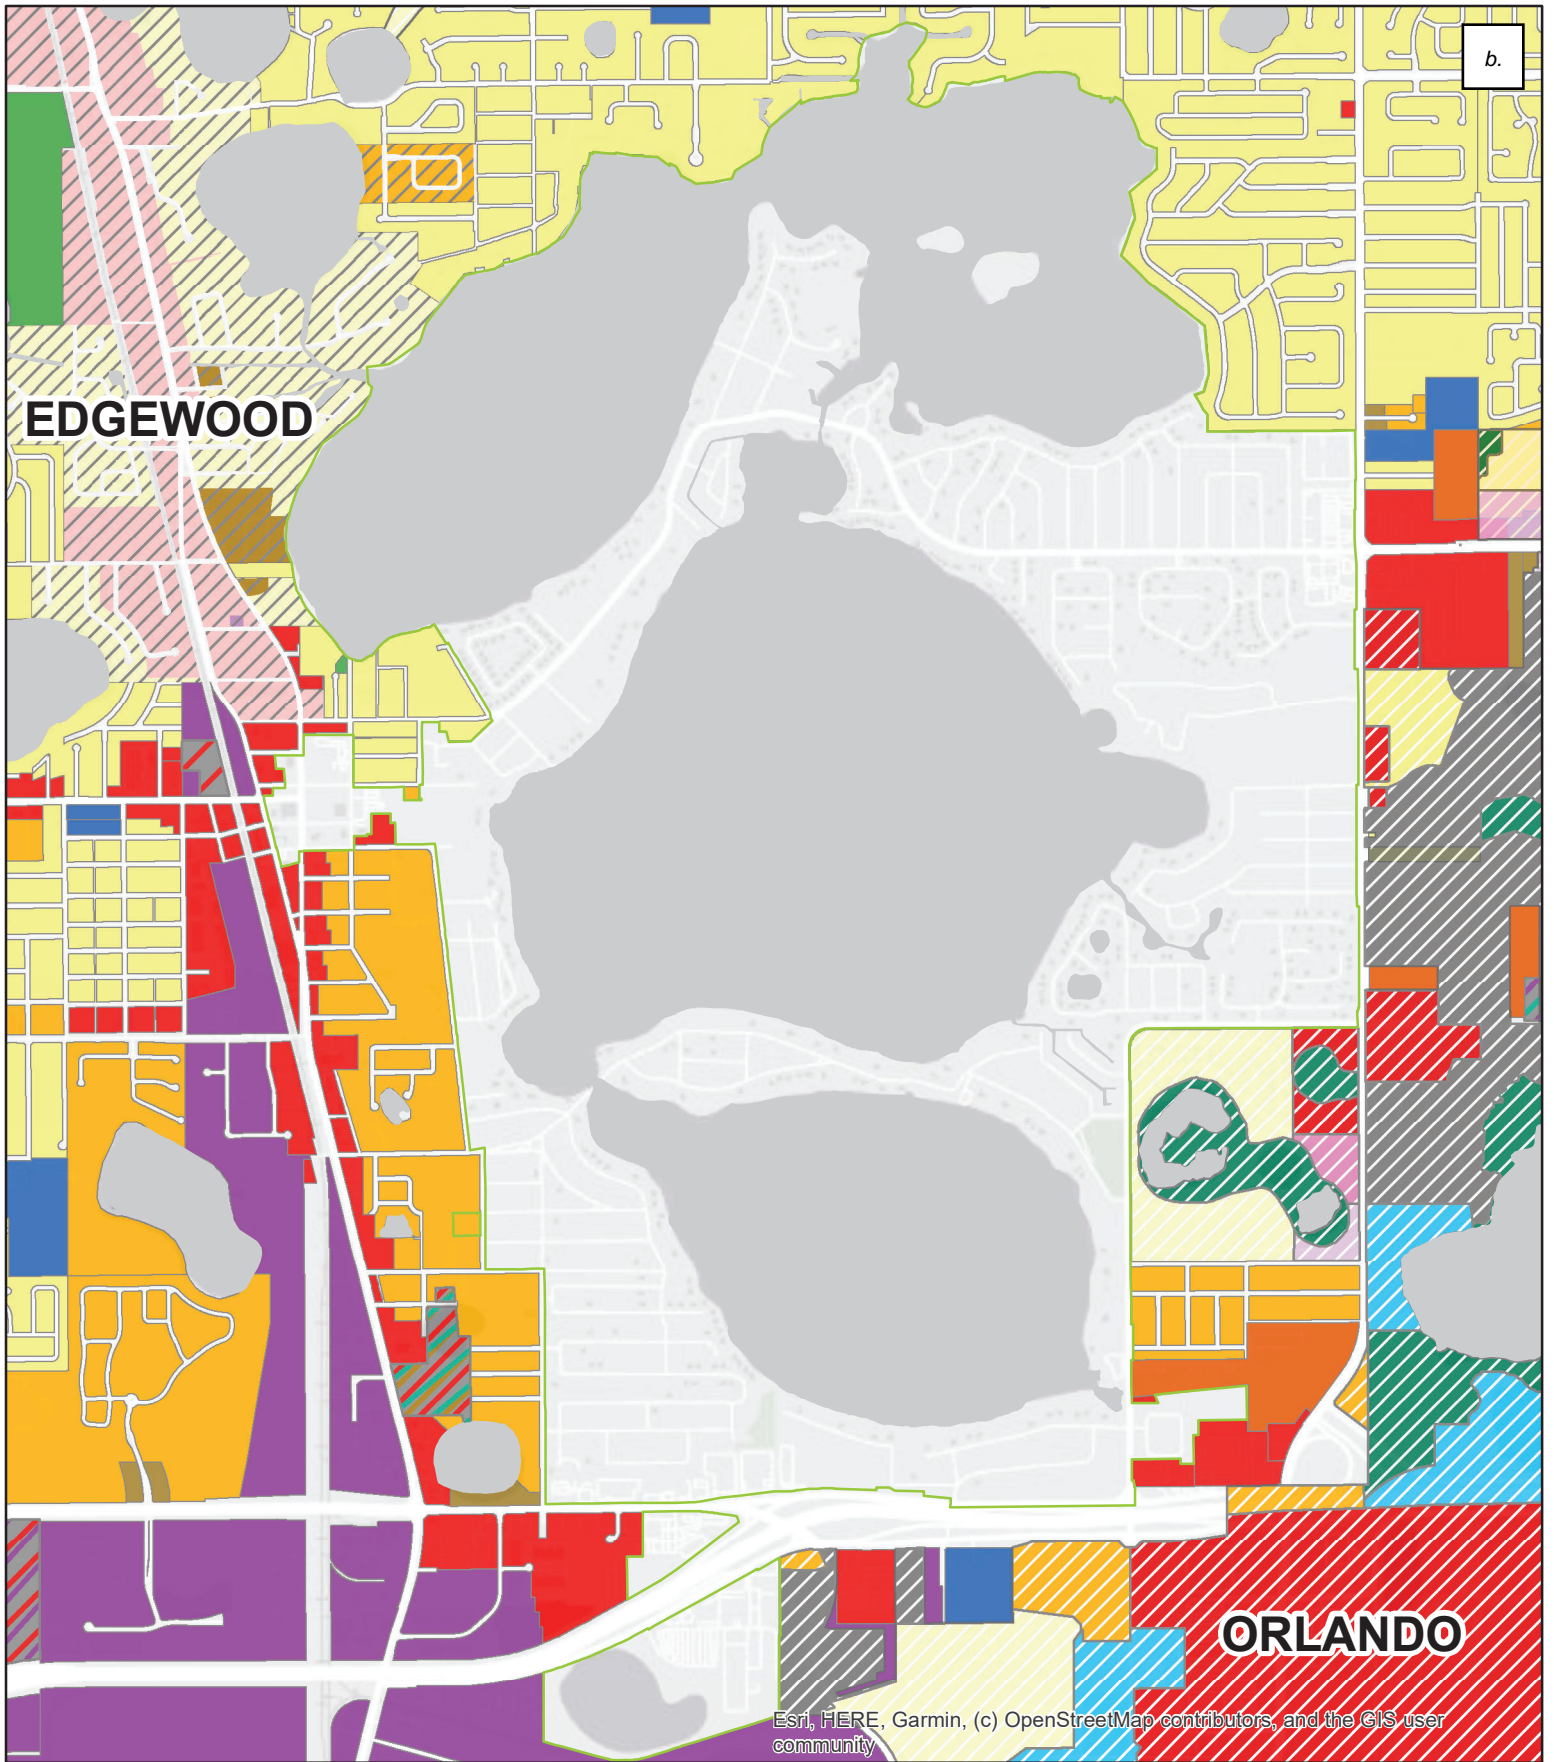 b.
EDGEWOOD
ORLANDO
Esri, HERE, Garmin, (c) OpenStreetMap contributors, and the GIS user
community